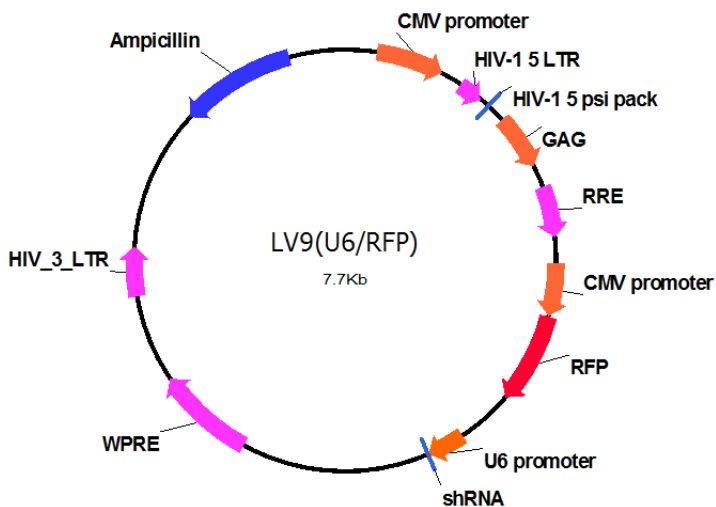 CMV promoter
Ampicillin
HIV-1 5 LTR
HIV-1 5 psi pack
GAG
RRE
LV9(U6/RFP)
7.7Kb
HIV_3_LTR
CMV promoter
RFP
WPRE
U6 promoter
shRNA